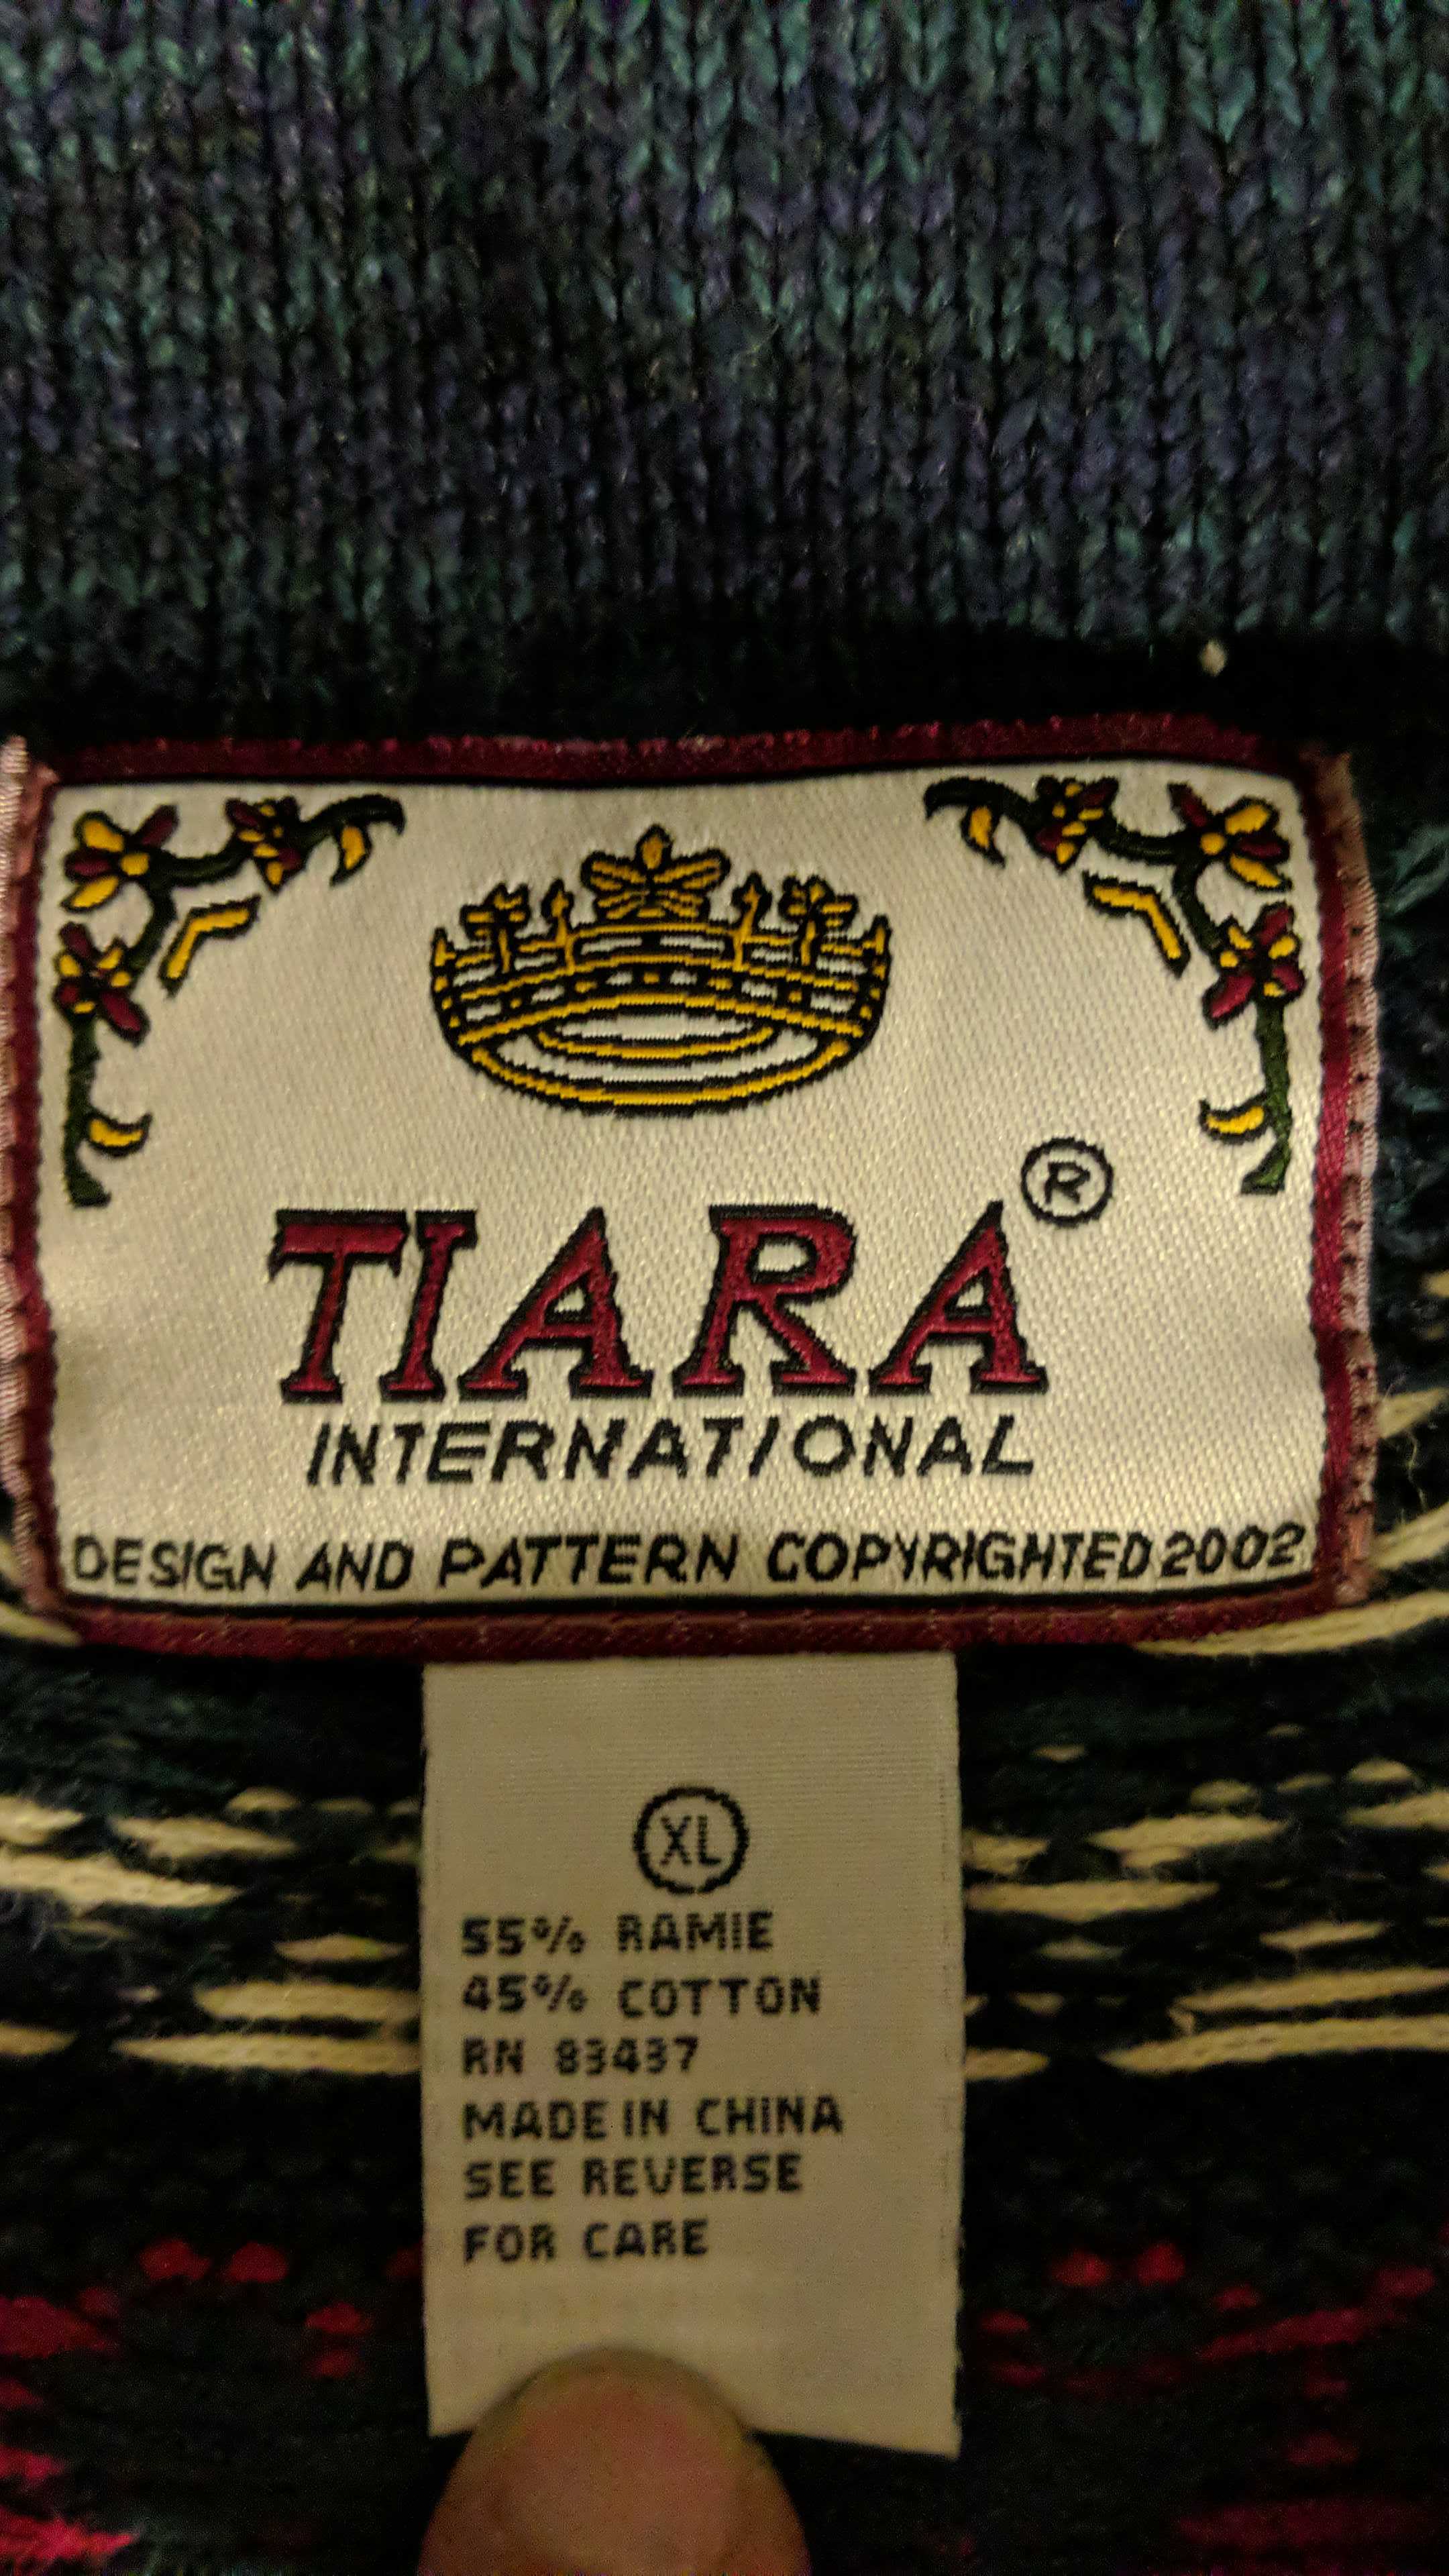 TIARA®
INTERNATIONAL
DESIGN AND PATTERN COPYRIGHTED 2002
XL
55% RAMIE
45% COTTON
RN 83437
MADE IN CHINA
SEE REVERSE
FOR CARE